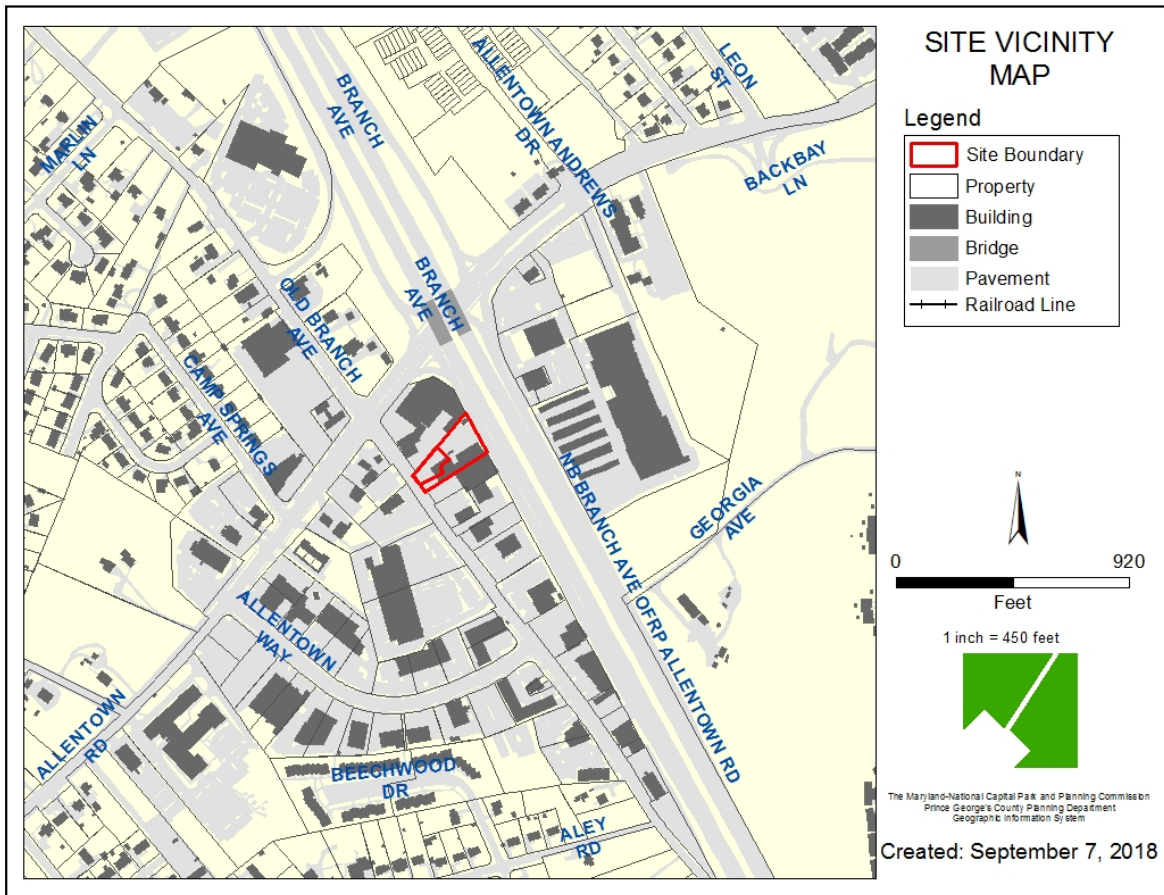 SITE VICINITY
MAP
Legend
Site Boundary
Property
Building
Bridge
Pavement
Railroad Line
N
0 920
Feet
1 inch = 450 feet
The Maryland-National Capital Park and Planning Commission
Prince George's County Planning Department
Geographic Information System
Created: September 7, 2018
MARLIN
LN
BRANCH
AVE
ALLENTOWN ANDREWS
DR
LEON
ST
BACKBAY
LN
BRANCH
AVE
OLD BRANCH
AVE
CAMP SPRINGS
AVE
NB BRANCH AVE OFRP ALLENTOWN RD
GEORGIA
AVE
ALLENTOWN
WAY
ALLENTOWN
RD
BEECHWOOD
DR
ALEY
RD